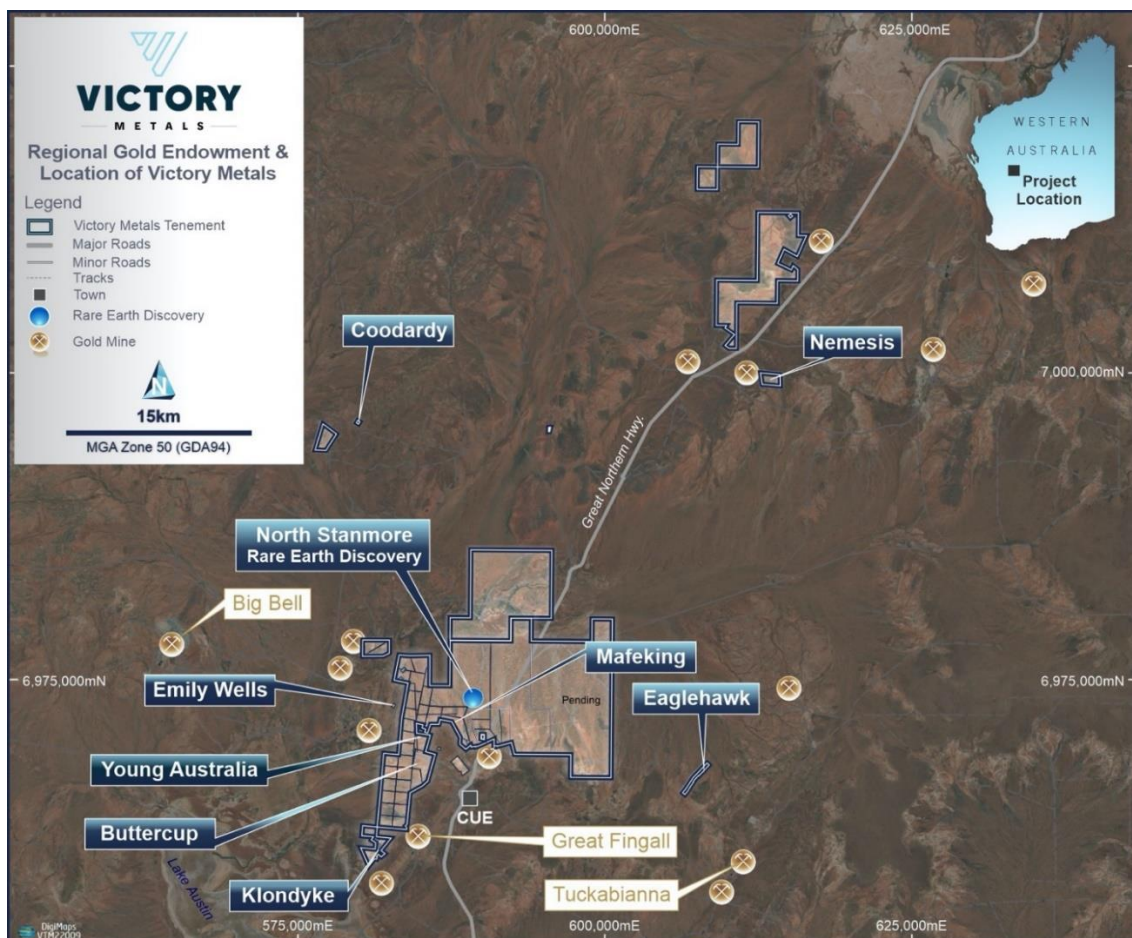 600,000mE
625,000mE
VICTORY
METALS
Regional Gold Endowment &
Location of Victory Metals
Legend
Victory Metals Tenement
Major Roads
Minor Roads
Tracks
Town
Rare Earth Discovery
Gold Mine
N
15km
MGA Zone 50 (GDA94)
WESTERN
AUSTRALIA
Project
Location
Coodardy
Nemesis
7,000,000mN
Great Northern Hwy.
North Stanmore
Rare Earth Discovery
Big Bell
Mafeking
6,975,000mN
Emily Wells
Pending
Eaglehawk
6,975,000mN
Young Australia
CUE
Buttercup
Great Fingall
Klondyke
Tuckabianna
Lake Austin
575,000mE
600,000mE
625,000mE
DigiMaps
VTM22009